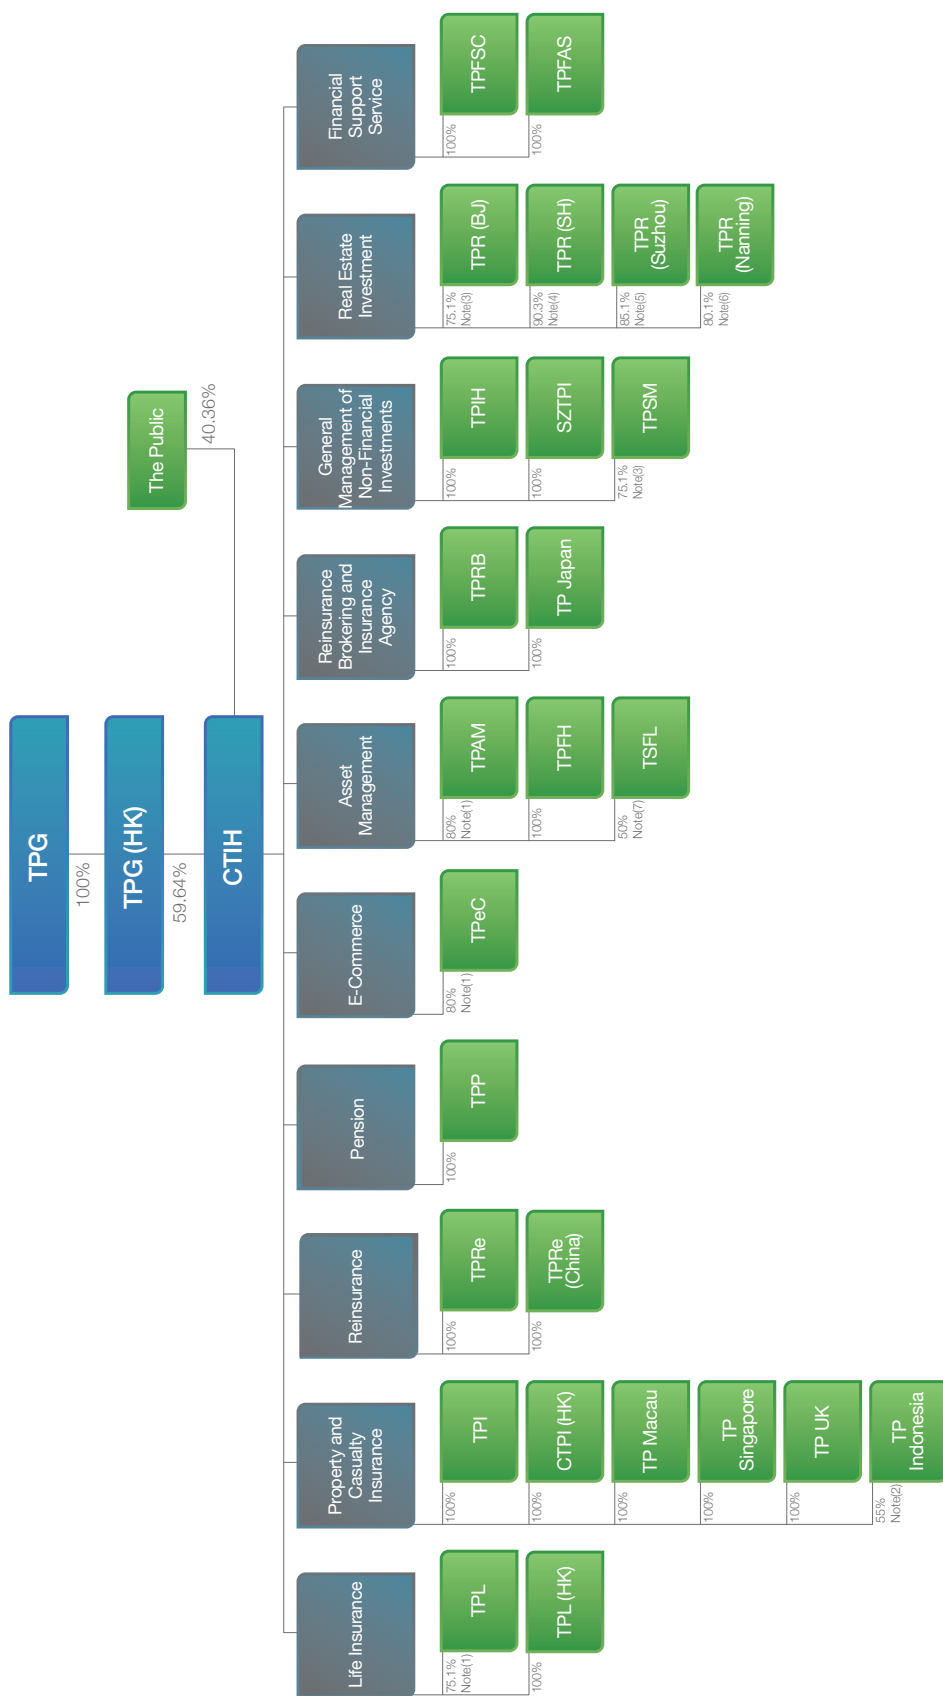 TPG
100%
TPG (HK)
59.64%
The Public
40.36%
CTIH
Life Insurance
75.1%
Note(1)
TPL
100%
TPL (HK)
Property and
Casualty
Insurance
100%
TPI
100%
CTPI (HK)
100%
TP Macau
100%
TP
Singapore
100%
TP UK
55%
Note(2)
TP
Indonesia
Reinsurance
100%
TPRe
100%
TPRe
(China)
Pension
100%
TPP
E-Commerce
80%
Note(1)
TPeC
Asset
Management
80%
Note(1)
TPAM
100%
TPFH
50%
Note(7)
TSFL
Reinsurance
Brokering and
Insurance
Agency
100%
TPRB
100%
TP Japan
General
Management of
Non-Financial
Investments
100%
TPIH
100%
SZTPI
75.1%
Note(3)
TPSM
Real Estate
Investment
75.1%
Note(3)
TPR (BJ)
90.3%
Note(4)
TPR (SH)
85.1%
Note(5)
TPR
(Suzhou)
80.1%
Note(6)
TPR
(Nanning)
Financial
Support
Service
100%
TPFSC
100%
TPFAS